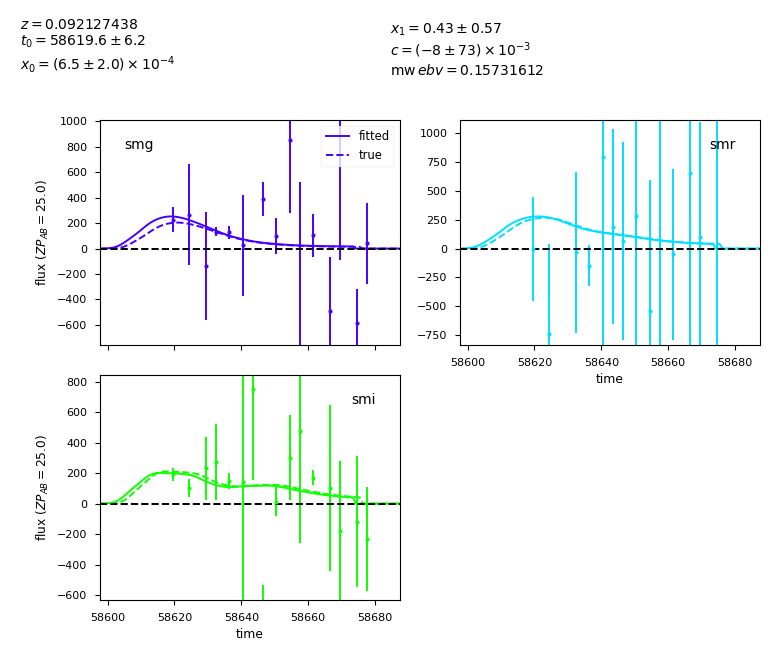 z = 0.092127438
t₀ = 58619.6 ± 6.2
x₀ = (6.5 ± 2.0) × 10⁻⁴
x₁ = 0.43 ± 0.57
c = (−8 ± 73) × 10⁻³
mw ebv = 0.15731612
smg
fitted
true
1000
800
600
400
200
0
−200
−400
−600
flux (ZP_AB = 25.0)
smr
1000
750
500
250
0
−250
−500
−750
58600 58620 58640 58660 58680
time
smi
800
600
400
200
0
−200
−400
−600
flux (ZP_AB = 25.0)
58600 58620 58640 58660 58680
time